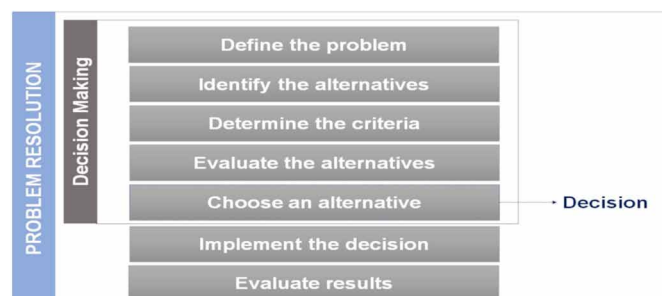 PROBLEM RESOLUTION
Decision Making
Define the problem
Identify the alternatives
Determine the criteria
Evaluate the alternatives
Choose an alternative
Decision
Implement the decision
Evaluate results